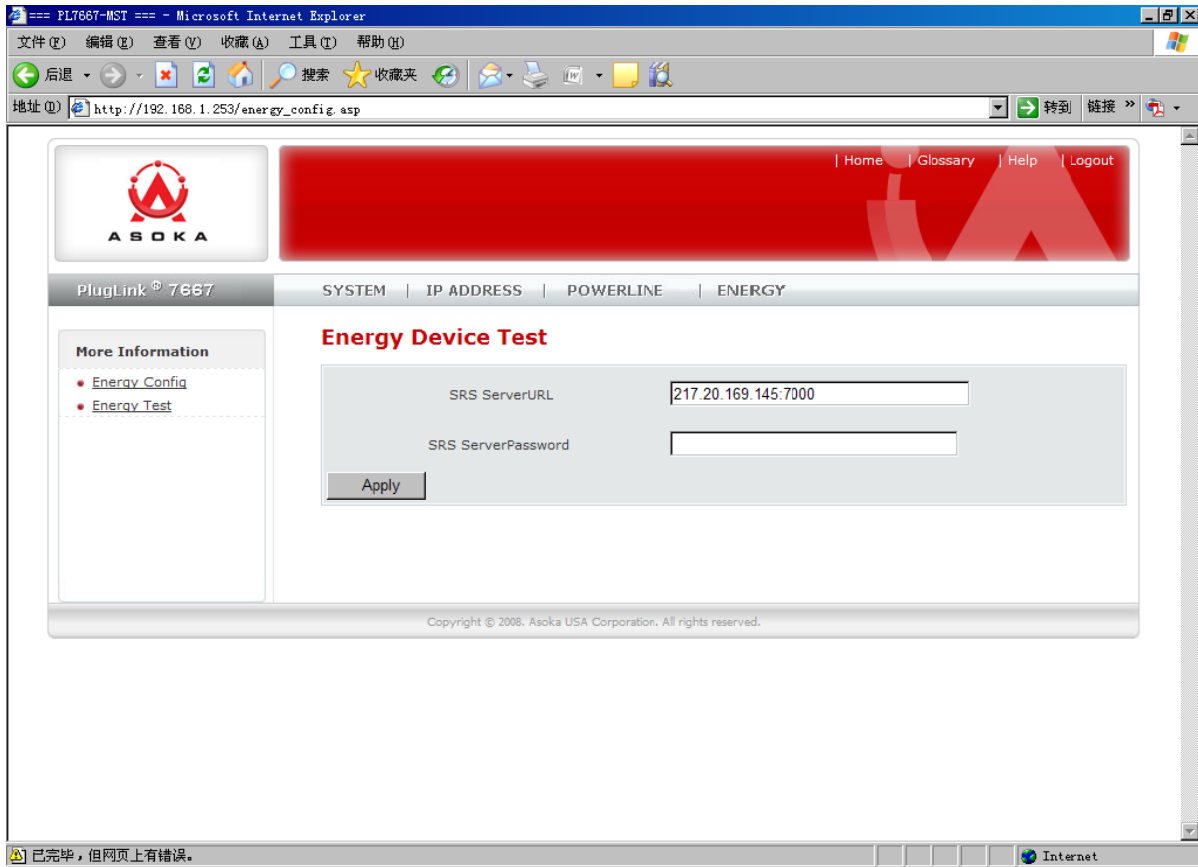 === PL7667-MST === - Microsoft Internet Explorer
文件(F) 编辑(E) 查看(V) 收藏(A) 工具(T) 帮助(H)
后退 搜索 收藏夹
地址(D) http://192.168.1.253/energy_config.asp 转到 链接 »
| Home | Glossary | Help | Logout
ASOKA
PlugLink ® 7667 SYSTEM | IP ADDRESS | POWERLINE | ENERGY
More Information
Energy Config
Energy Test
Energy Device Test
SRS ServerURL 217.20.169.145:7000
SRS ServerPassword
Apply
Copyright © 2008. Asoka USA Corporation. All rights reserved.
已完毕，但网页上有错误。 Internet